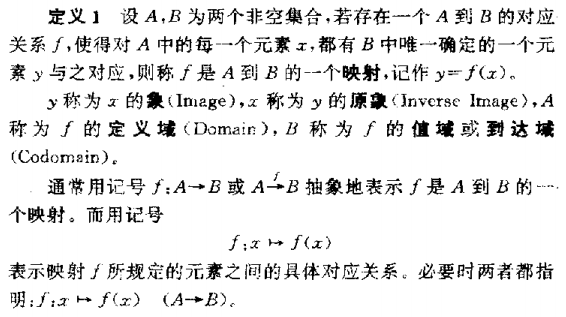 定义1 设 A,B 为两个非空集合,若存在一个 A 到 B 的对应
关系 f,使得对 A 中的每一个元素 x,都有 B 中唯一确定的一个元
素 y 与之对应,则称 f 是 A 到 B 的一个映射,记作 y=f(x)。
y 称为 x 的象(Image),x 称为 y 的原象(Inverse Image),A
称为 f 的定义域(Domain),B 称为 f 的值域或到达域
(Codomain)。
通常用记号 f:A→B 或 A→B 抽象地表示 f 是 A 到 B 的一
f
个映射。而用记号
f:x ↦ f(x)
表示映射 f 所规定的元素之间的具体对应关系。必要时两者都指
明:f:x ↦ f(x) (A→B)。